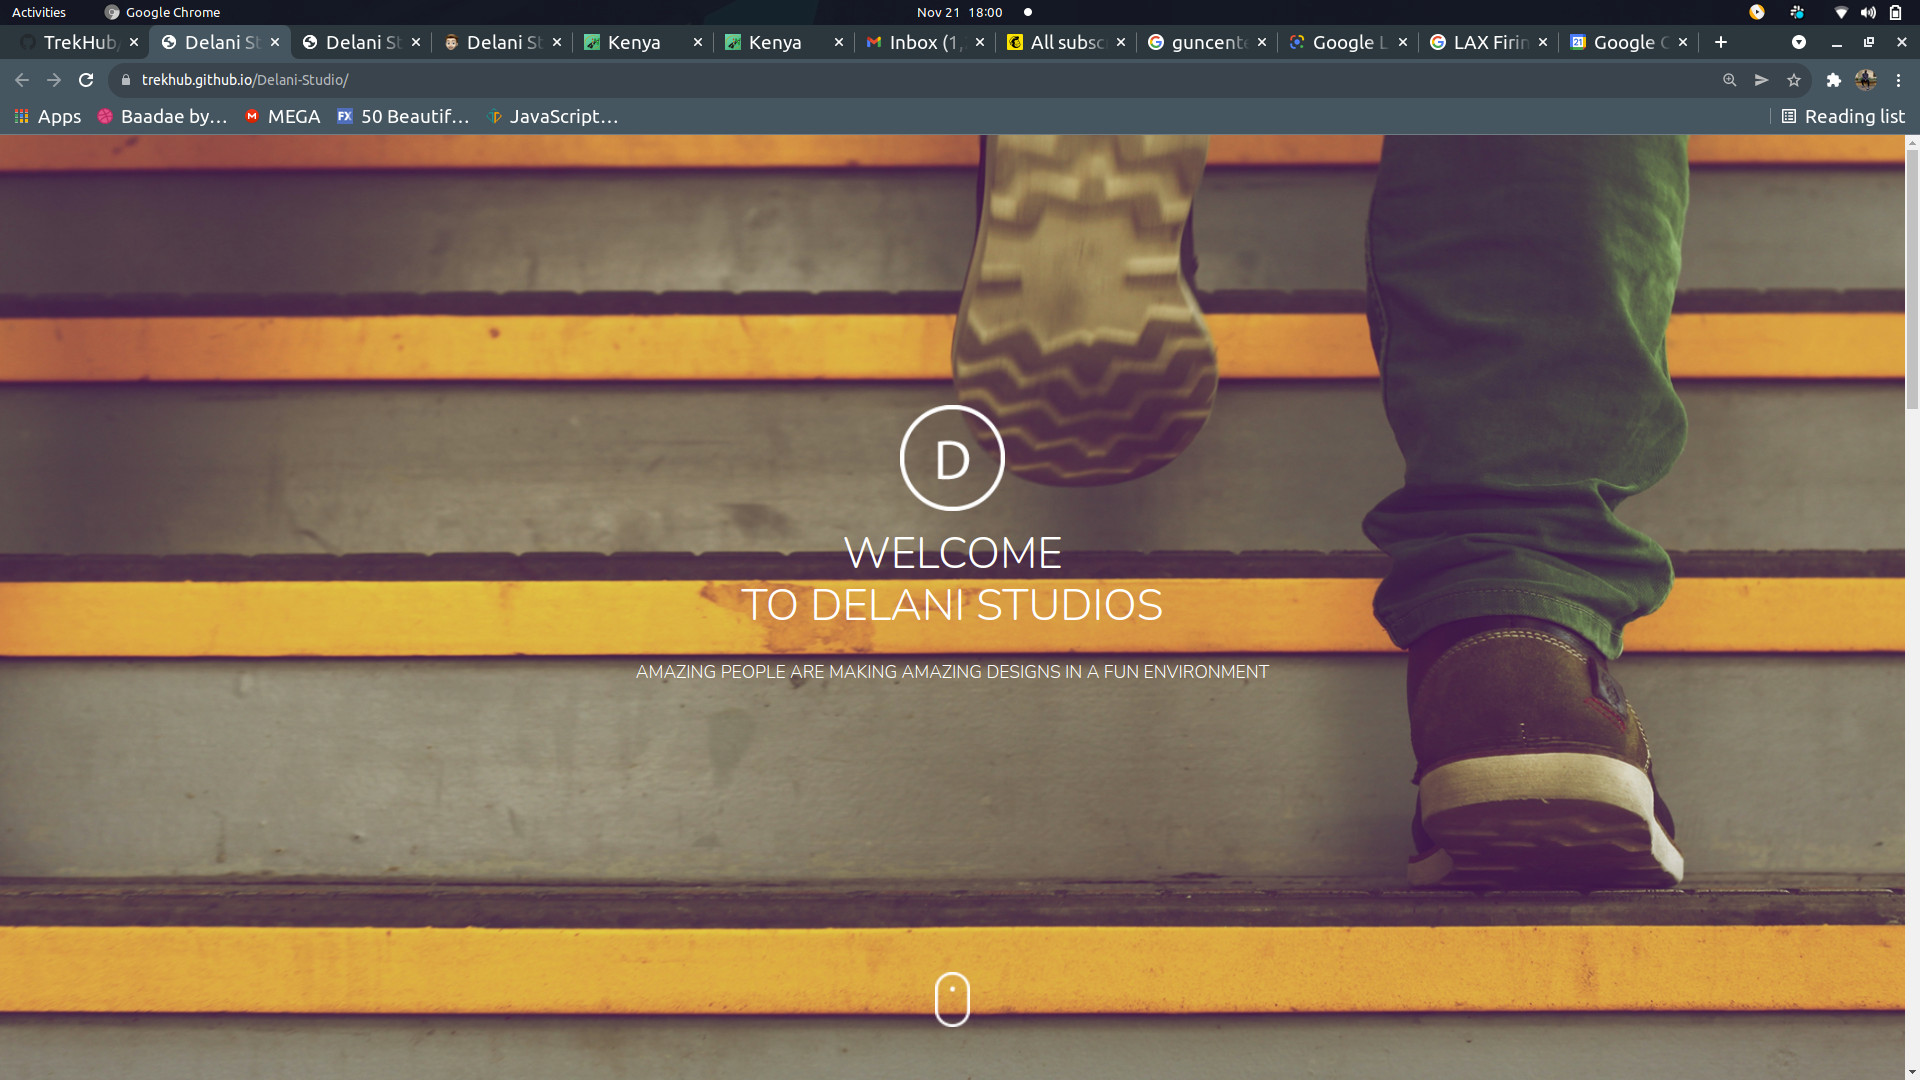 Activities Google Chrome Nov 21 18:00
TrekHub/ Delani St Delani St Delani St Kenya Kenya Inbox (1, All subsc guncente Google L LAX Firin Google C
trekhub.github.io/Delani-Studio/
Apps Baadae by... MEGA 50 Beautif... JavaScript... Reading list
D
WELCOME
TO DELANI STUDIOS
AMAZING PEOPLE ARE MAKING AMAZING DESIGNS IN A FUN ENVIRONMENT